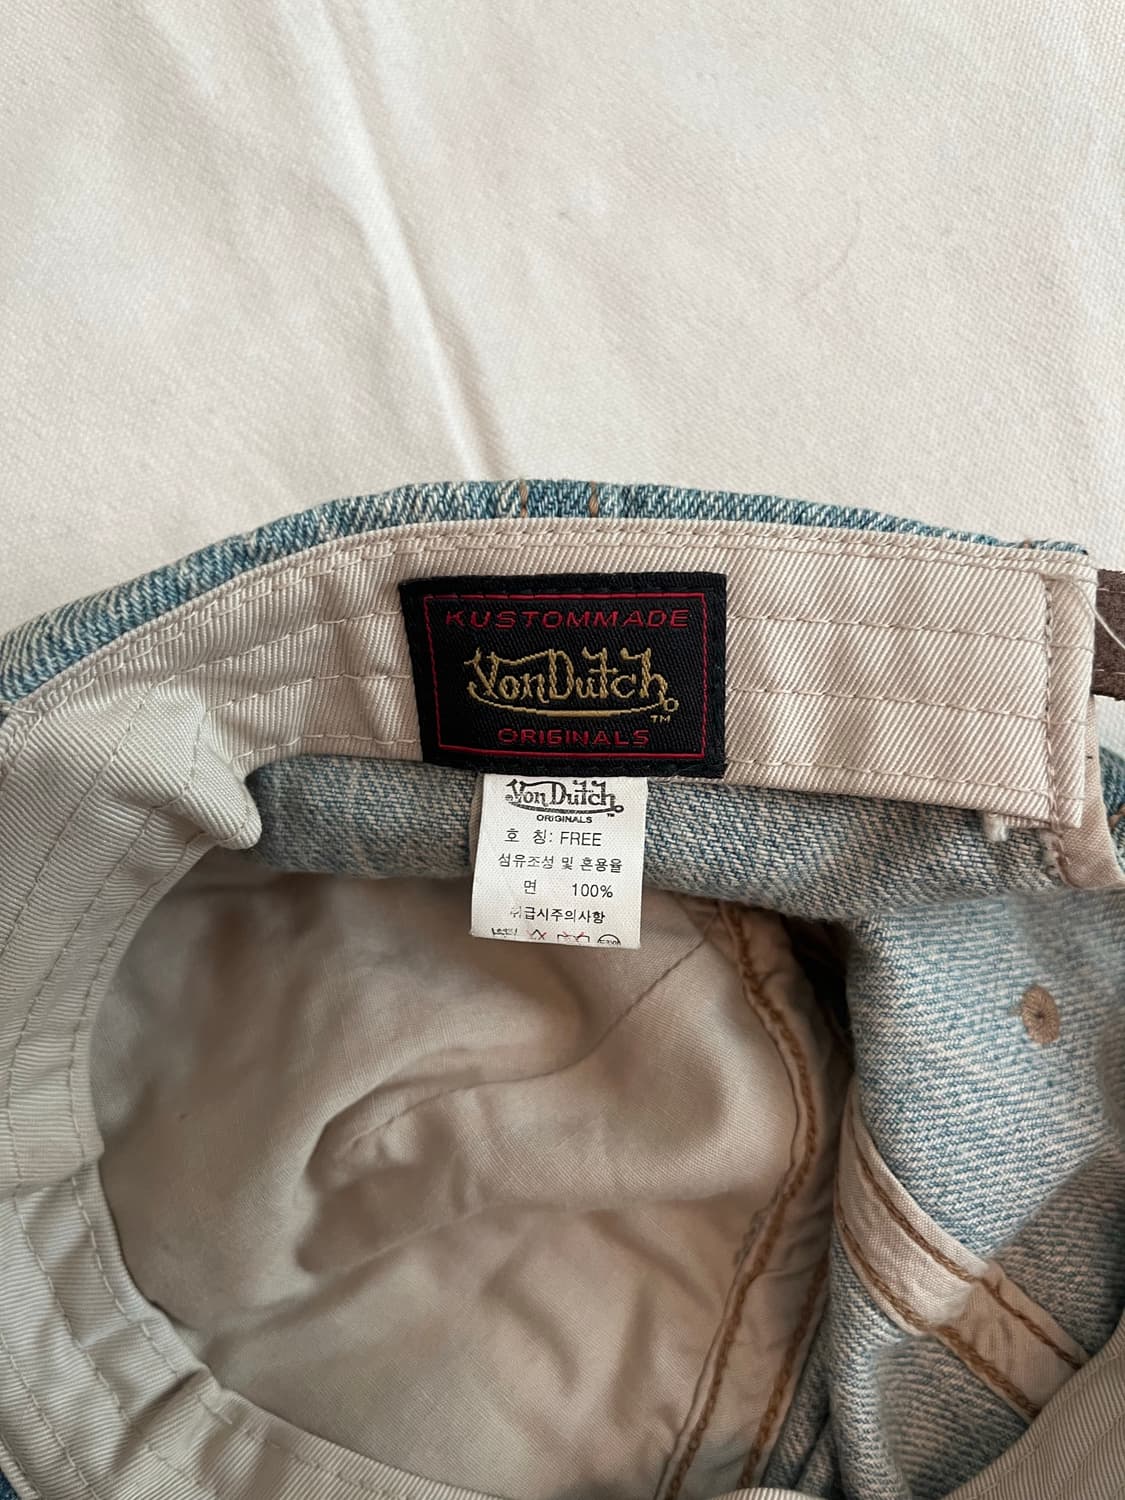 KUSTOMMADE
VonDutch
TM
ORIGINALS
VonDutch
TM
ORIGINALS
호 칭: FREE
섬유조성 및 혼용율
면 100%
취급시주의사항